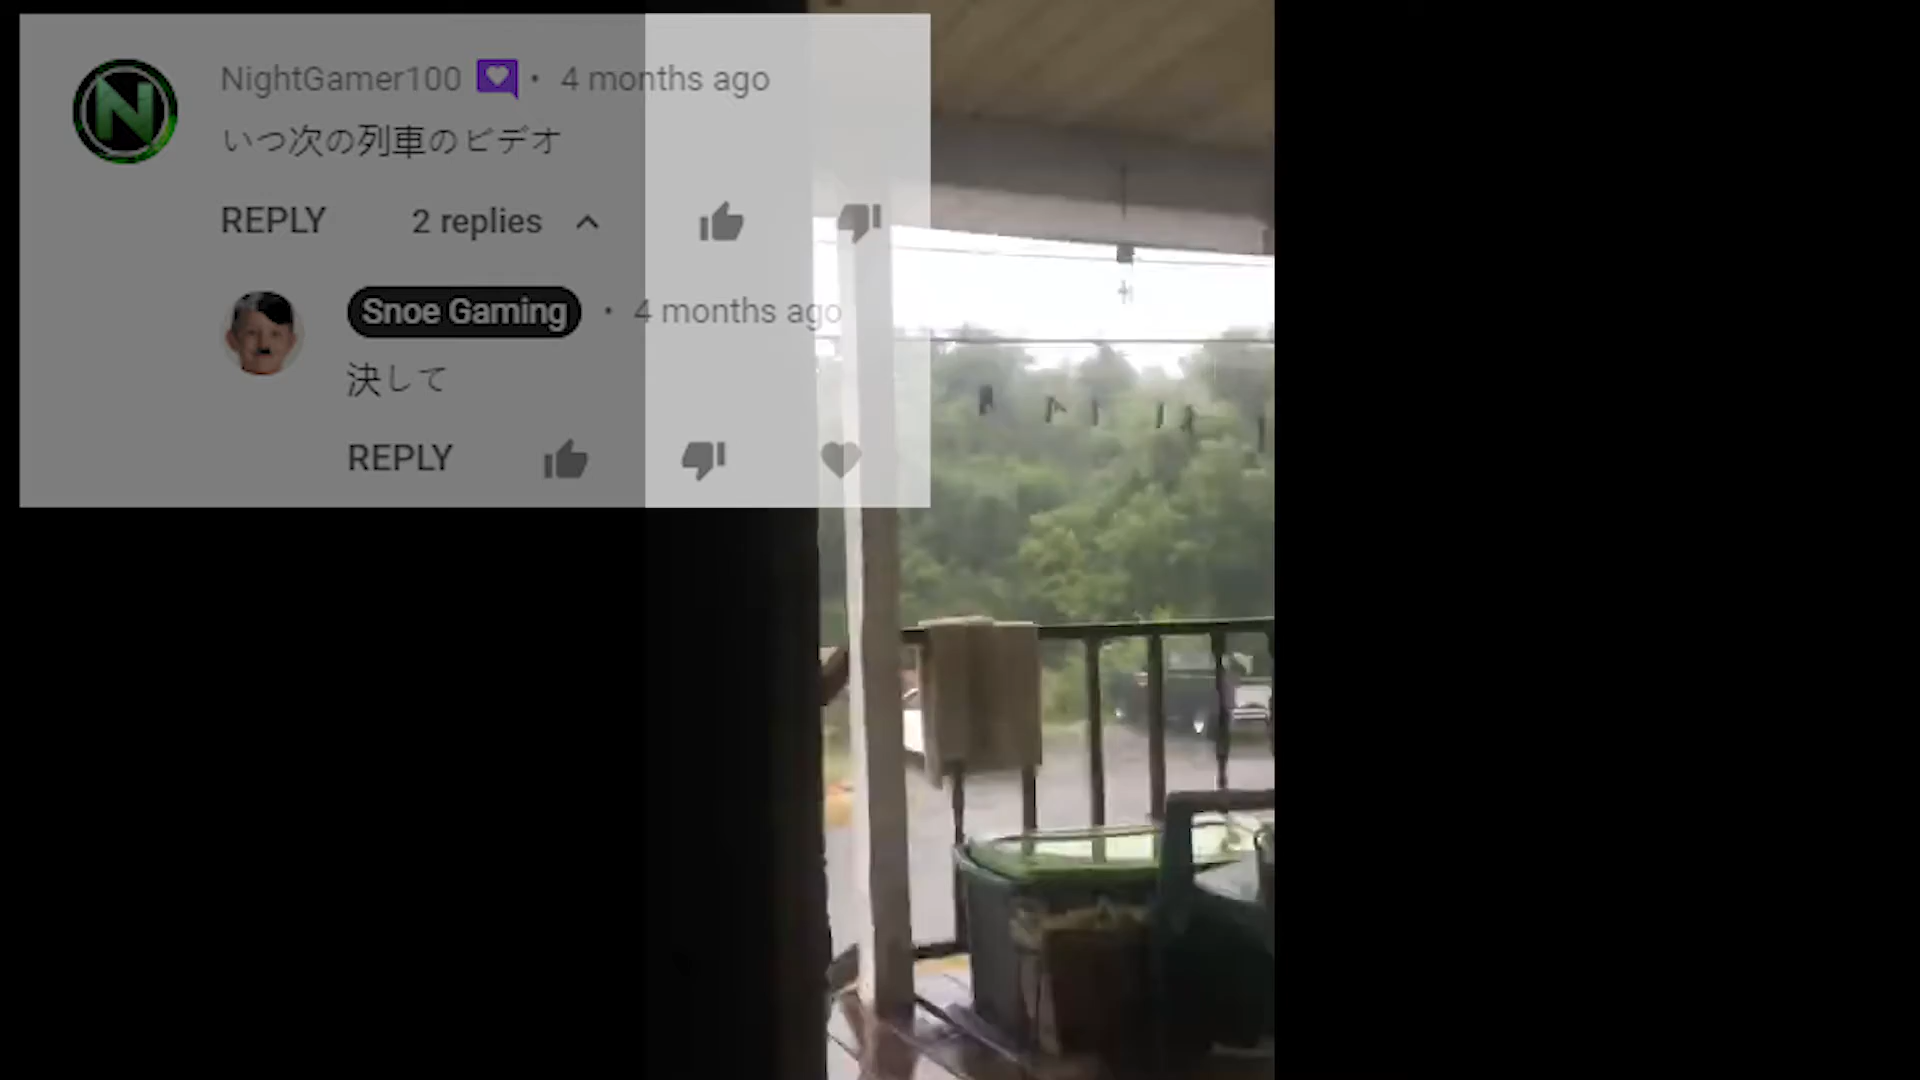 NightGamer100 • 4 months ago
いつ次の列車のビデオ
REPLY 2 replies
Snoe Gaming • 4 months ago
決して
REPLY